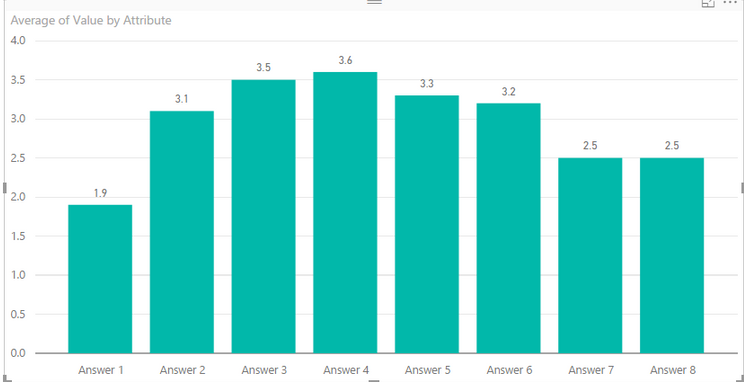 Average of Value by Attribute
4.0
3.5
3.0
2.5
2.0
1.5
1.0
0.5
0.0
1.9
3.1
3.5
3.6
3.3
3.2
2.5
2.5
Answer 1
Answer 2
Answer 3
Answer 4
Answer 5
Answer 6
Answer 7
Answer 8